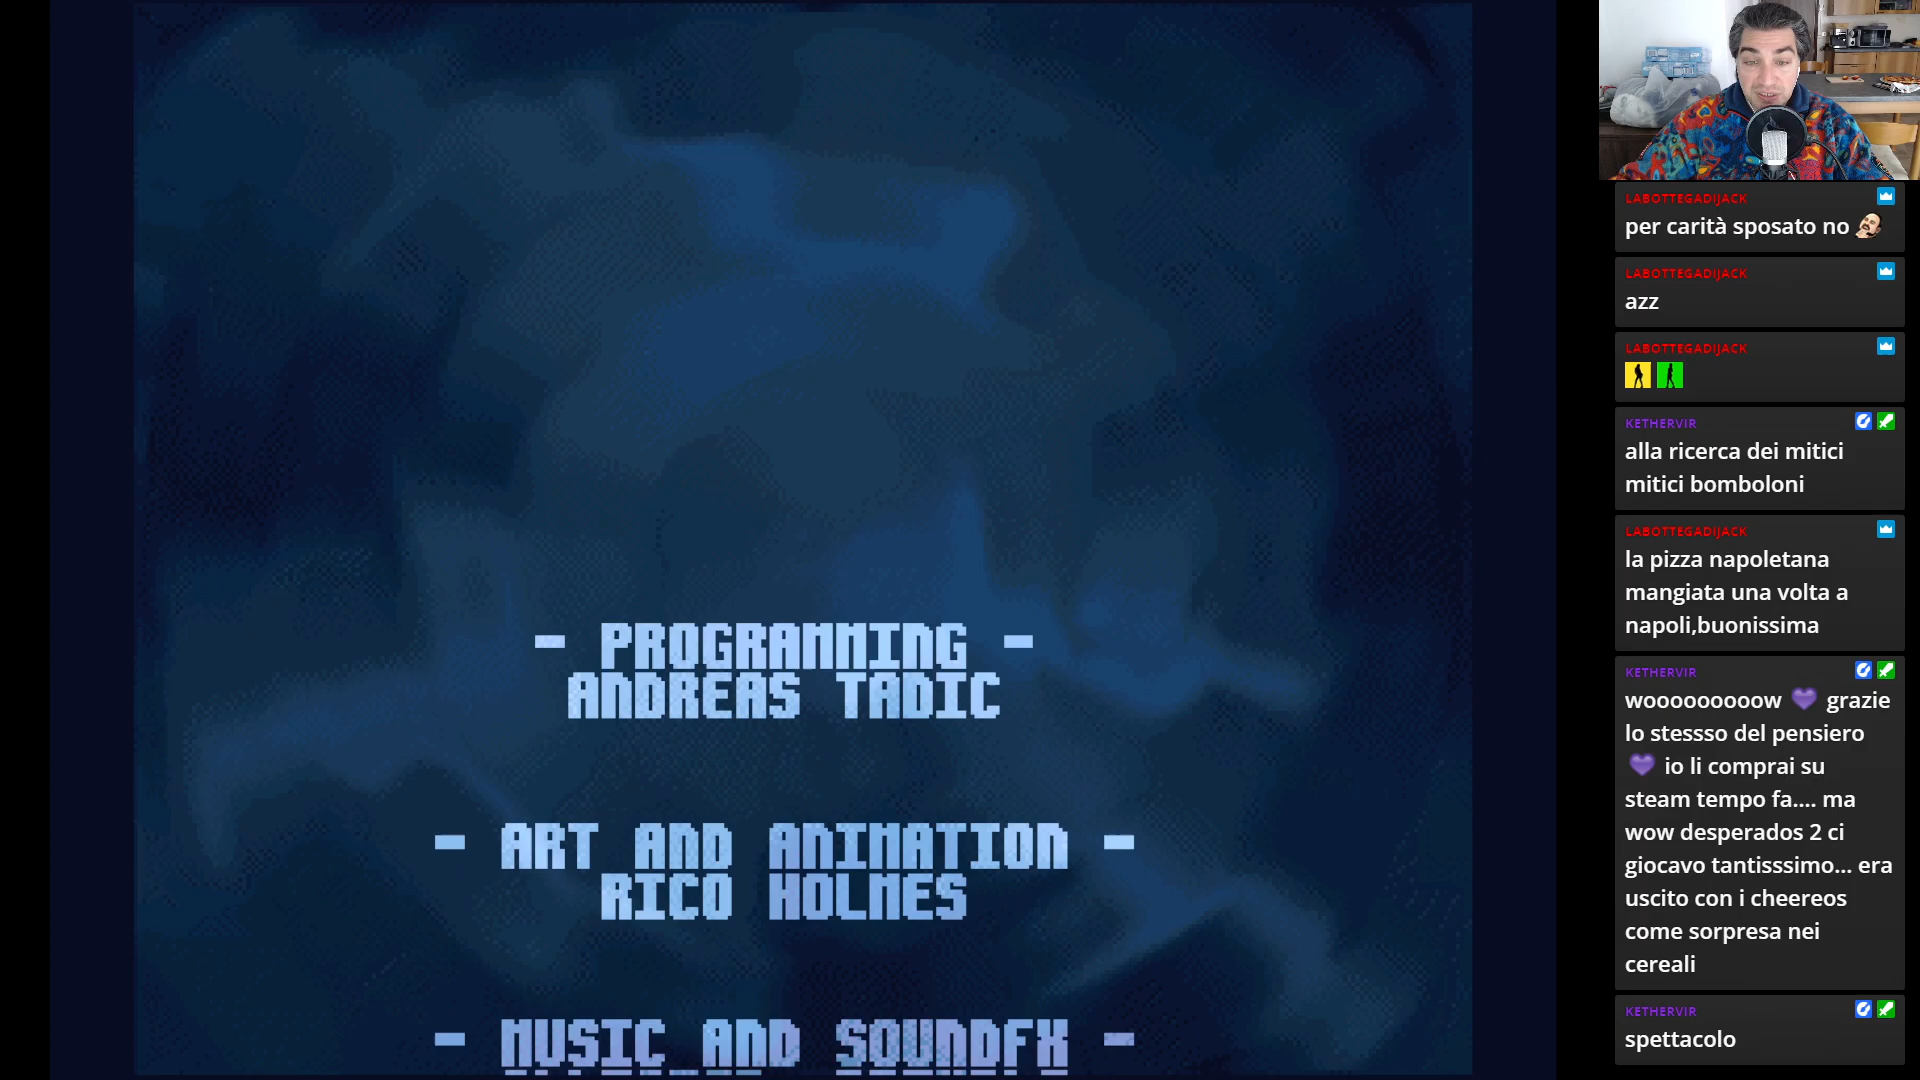 - PROGRAMMING -
ANDREAS TADIC
- ART AND ANIMATION -
RICO HOLMES
- MUSIC AND SOUNDFX -
LABOTTEGADIJACK
per carità sposato no
LABOTTEGADIJACK
azz
LABOTTEGADIJACK
KETHERVIR
alla ricerca dei mitici
mitici bomboloni
LABOTTEGADIJACK
la pizza napoletana
mangiata una volta a
napoli,buonissima
KETHERVIR
wooooooooow 💜 grazie
lo stessso del pensiero
💜 io li comprai su
steam tempo fa.... ma
wow desperados 2 ci
giocavo tantisssimo... era
uscito con i cheereos
come sorpresa nei
cereali
KETHERVIR
spettacolo